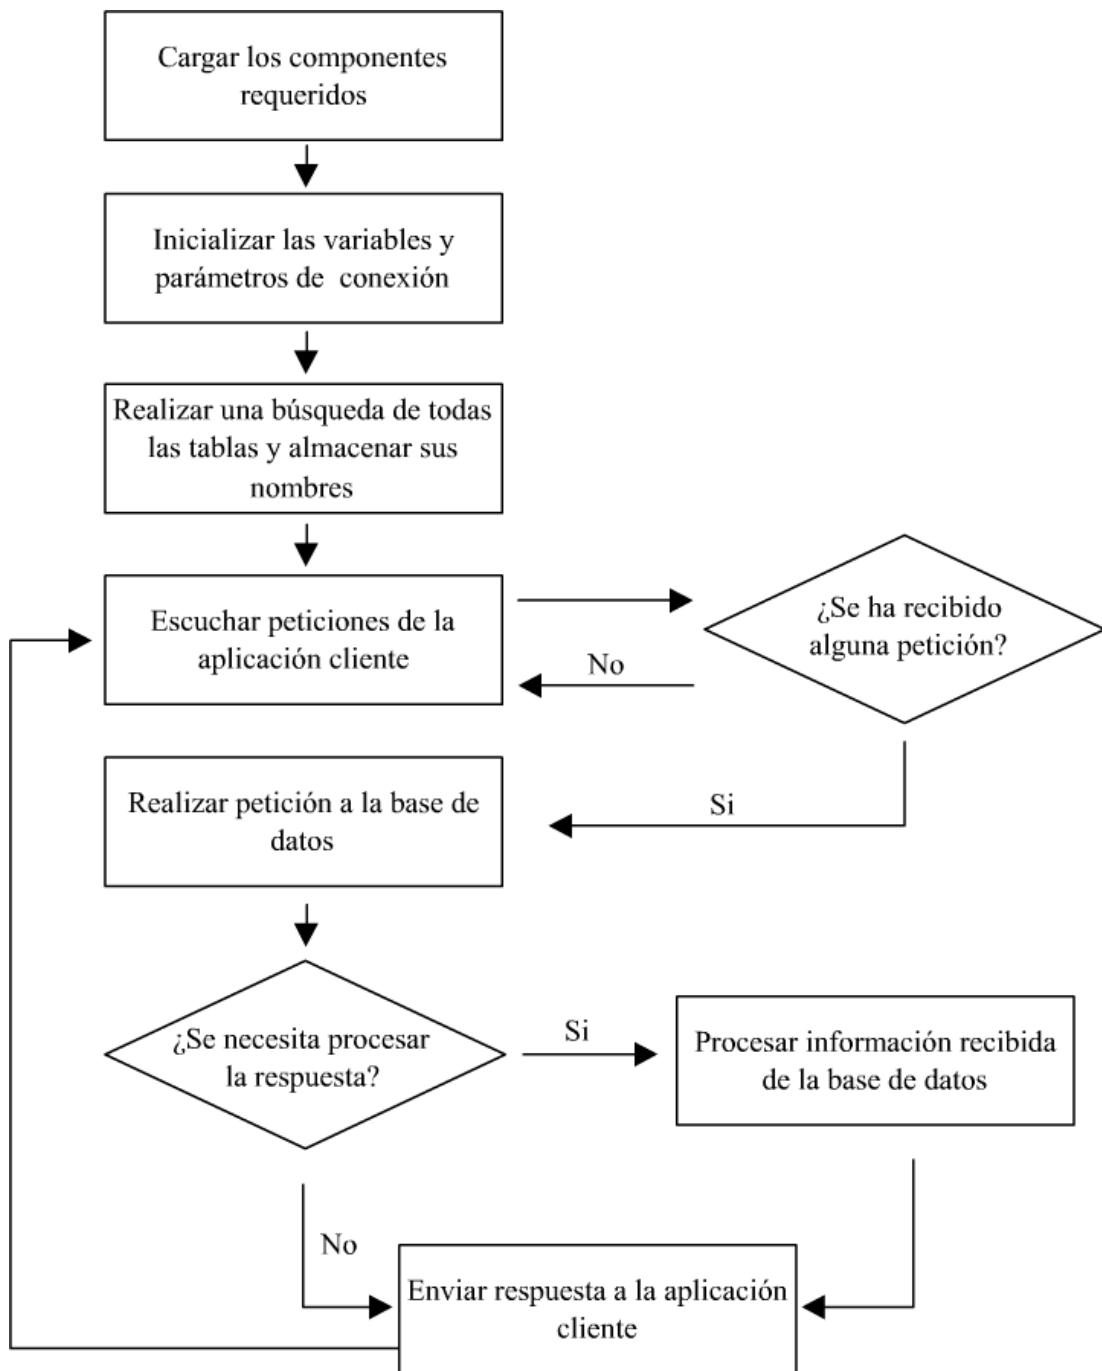 Cargar los componentes
requeridos
Inicializar las variables y
parámetros de conexión
Realizar una búsqueda de todas
las tablas y almacenar sus
nombres
Escuchar peticiones de la
aplicación cliente
¿Se ha recibido
alguna petición?
No
Si
Realizar petición a la base de
datos
¿Se necesita procesar
la respuesta?
Si
Procesar información recibida
de la base de datos
No
Enviar respuesta a la aplicación
cliente